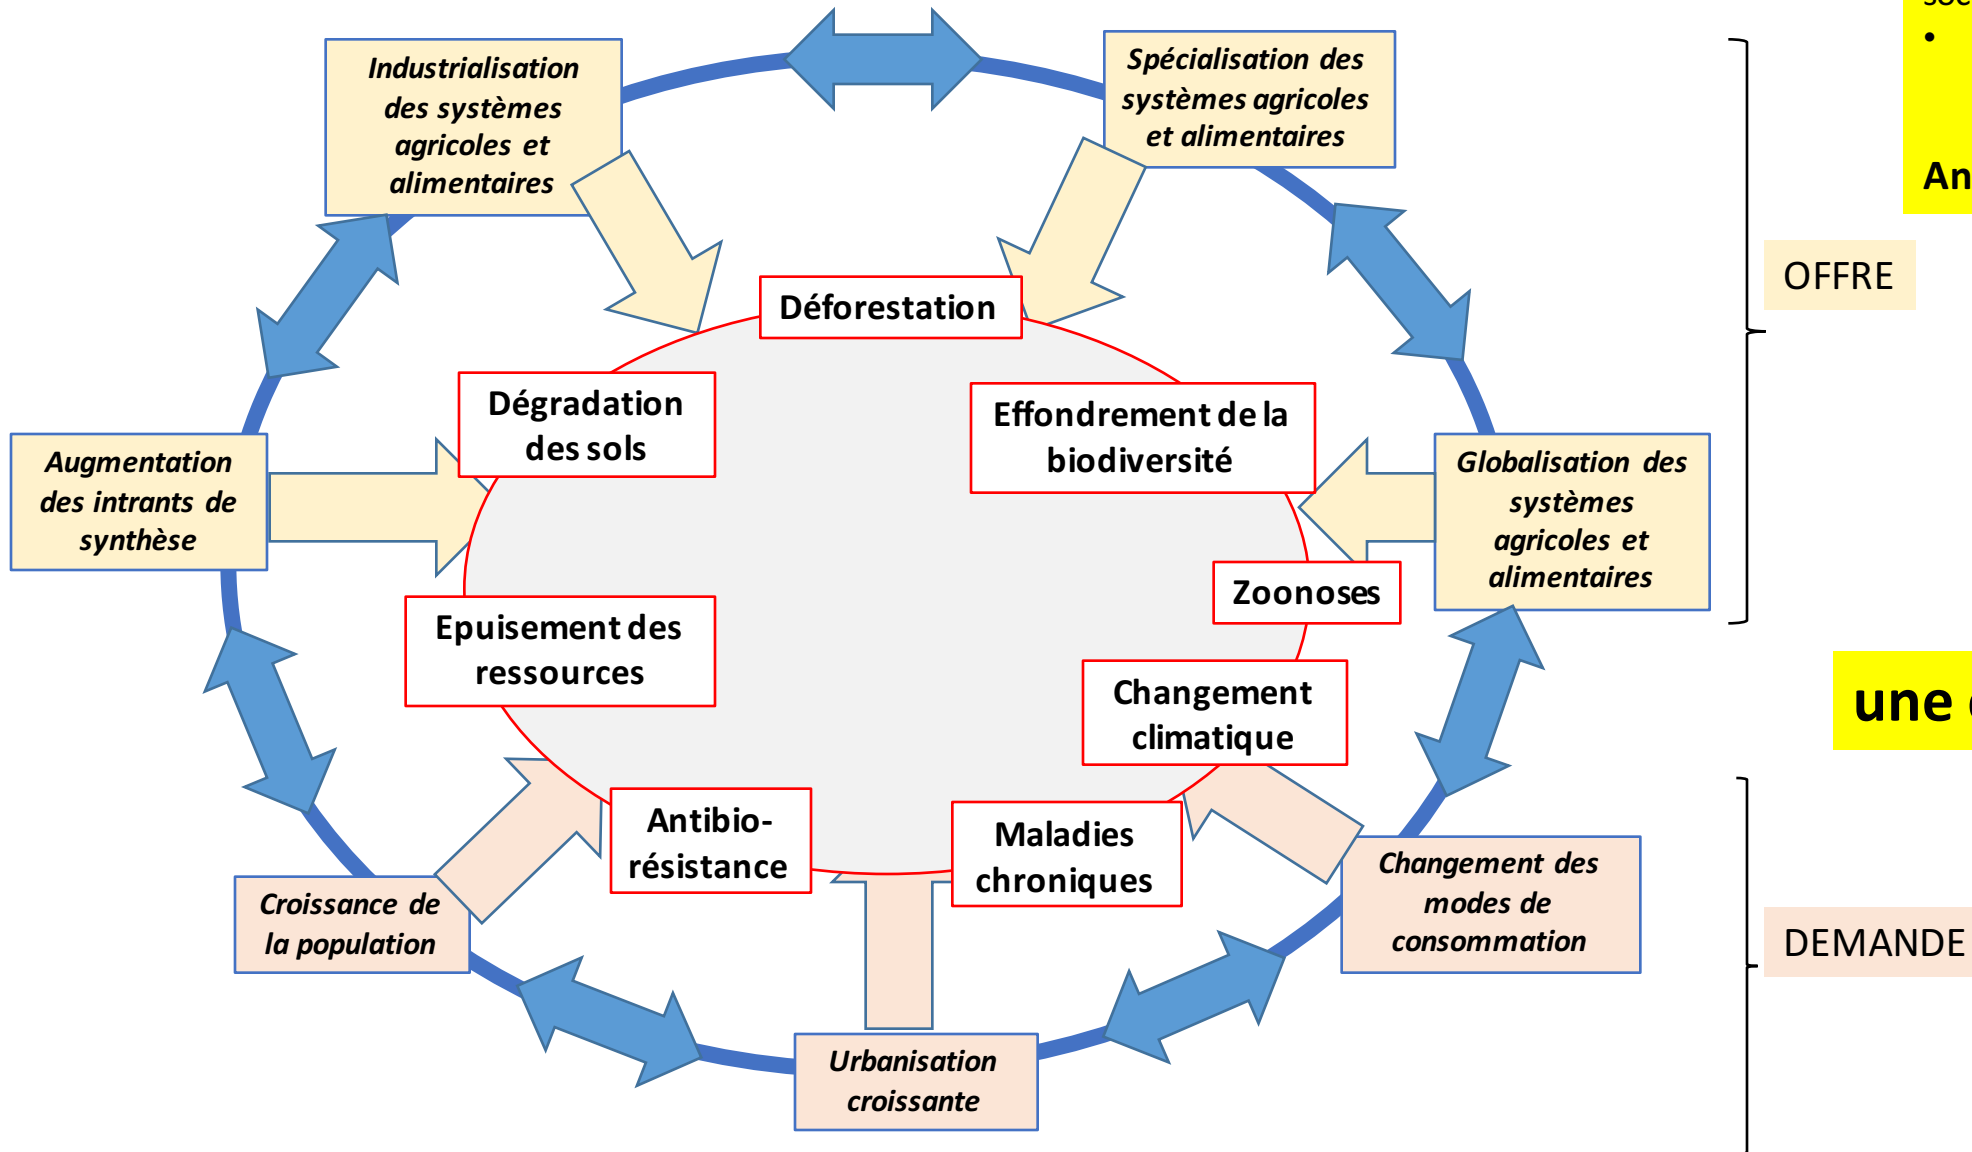 Industrialisation
des systèmes
agricoles et
alimentaires
Spécialisation des
systèmes agricoles
et alimentaires
•
OFFRE
Déforestation
Dégradation
des sols
Effondrement de la
biodiversité
Augmentation
des intrants de
synthèse
Globalisation des
systèmes
agricoles et
alimentaires
Zoonoses
Epuisement des
ressources
Changement
climatique
une
Antibio-
résistance
Maladies
chroniques
Changement des
modes de
consommation
Croissance de
la population
DEMANDE
Urbanisation
croissante